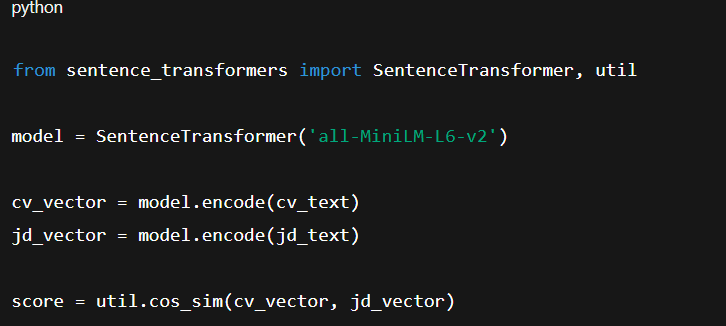 python
from sentence_transformers import SentenceTransformer, util
model = SentenceTransformer('all-MiniLM-L6-v2')
cv_vector = model.encode(cv_text)
jd_vector = model.encode(jd_text)
score = util.cos_sim(cv_vector, jd_vector)